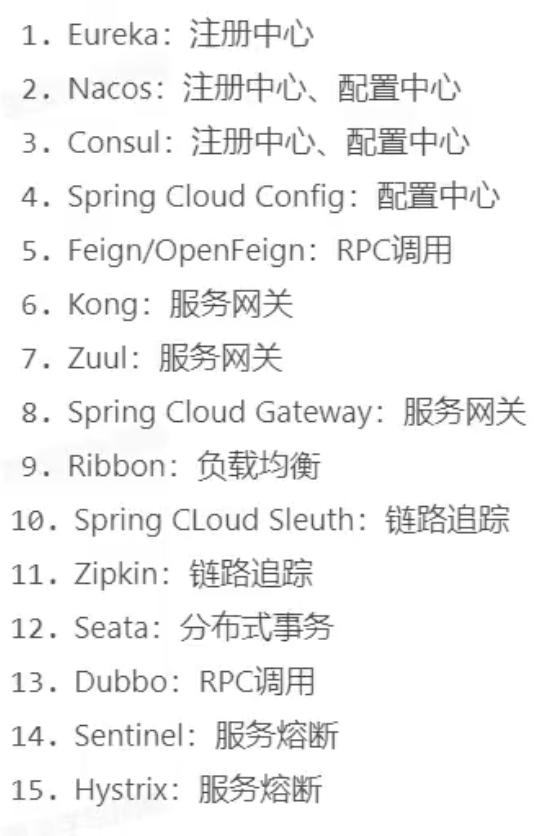 1. Eureka：注册中心
2. Nacos：注册中心、配置中心
3. Consul：注册中心、配置中心
4. Spring Cloud Config：配置中心
5. Feign/OpenFeign：RPC调用
6. Kong：服务网关
7. Zuul：服务网关
8. Spring Cloud Gateway：服务网关
9. Ribbon：负载均衡
10. Spring CLoud Sleuth：链路追踪
11. Zipkin：链路追踪
12. Seata：分布式事务
13. Dubbo：RPC调用
14. Sentinel：服务熔断
15. Hystrix：服务熔断